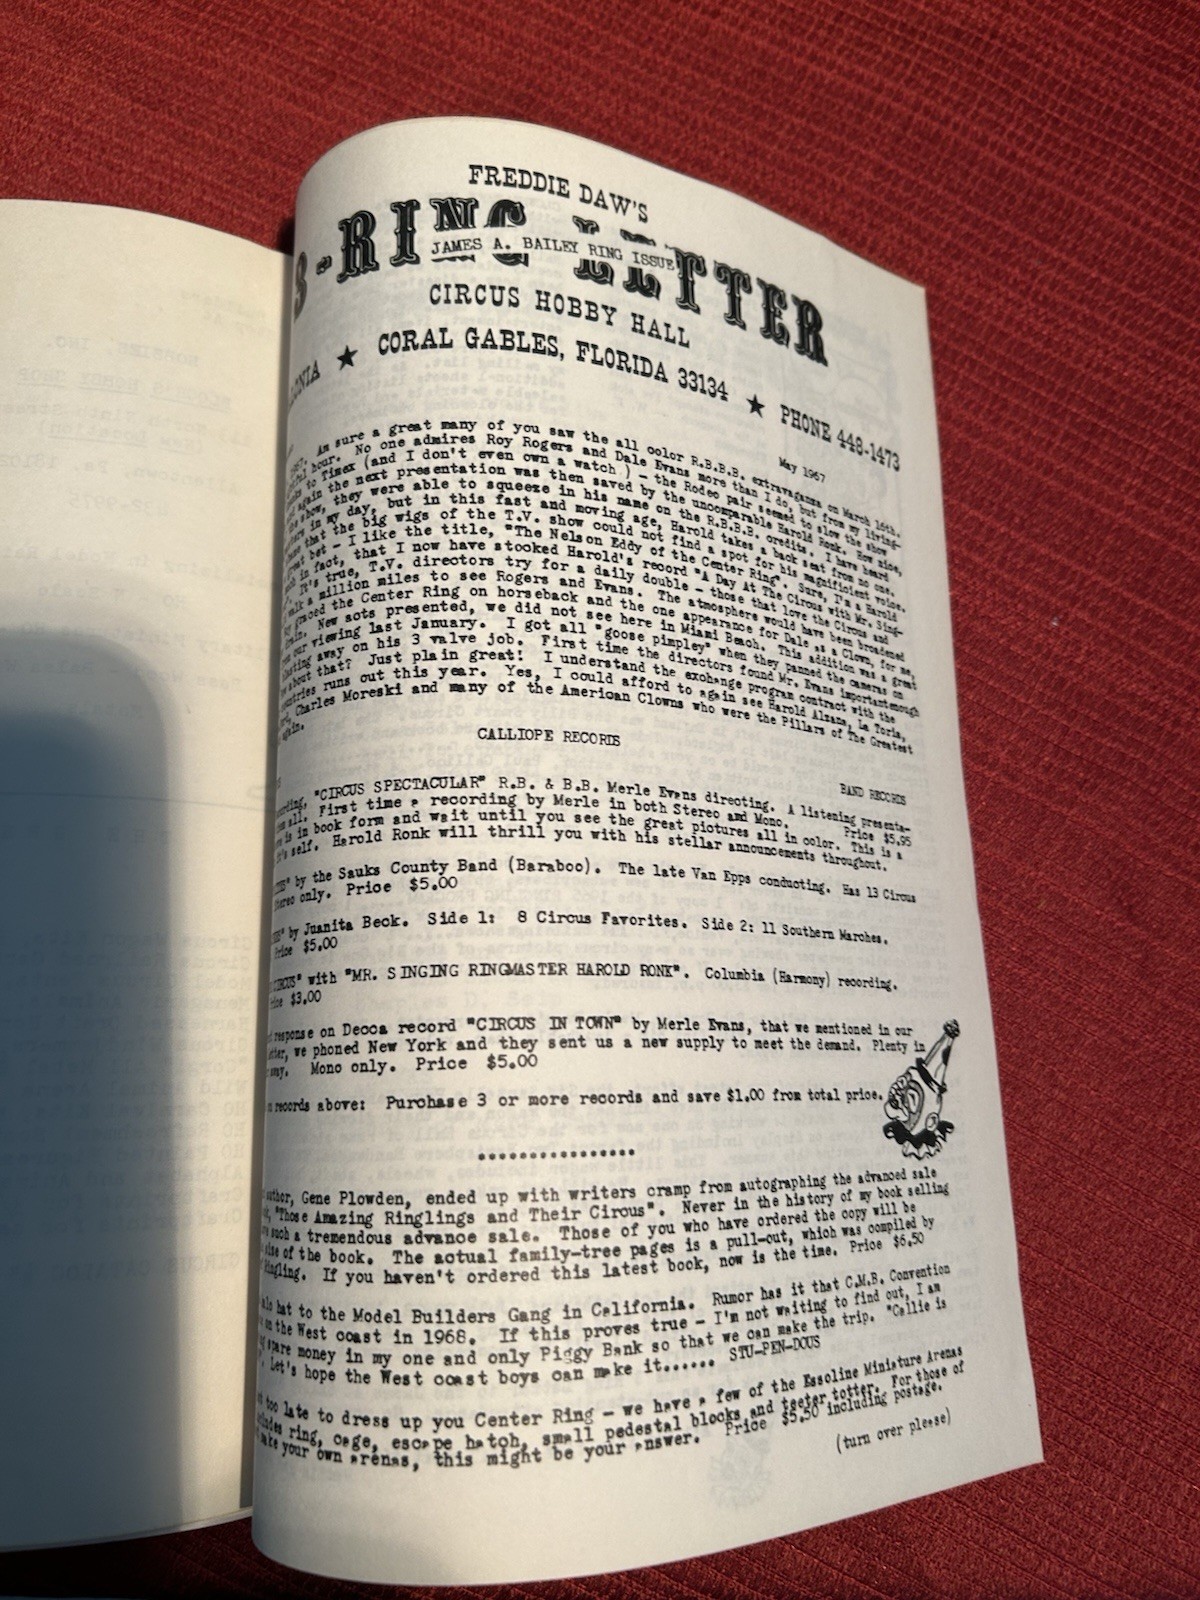 FREDDIE DAW'S
-RING LETTER
JAMES A. BAILEY RING ISSUE
CIRCUS HOBBY HALL
★ CORAL GABLES, FLORIDA 33134 ★ PHONE 448-1473
May 1967
Am sure a great many of you saw the all color R.B.B.B. extravaganza on March 16th.
hour. No one admires Roy Rogers and Dale Evans more than I do, but from my living-
to Timex (and I don't even own a watch) - the Rodeo pair seemed to slow the show
again the next presentation was then saved by the uncomparable Harold Ronk. How nice,
show, they were able to squeeze in his name on the R.B.B.B. credits. I have heard
in my day, but in this fast and moving age, Harold takes a back seat from no one.
that the big wigs of the T.V. show could not find a spot for his magnificient voice.
bet - I like the title, "The Nelson Eddy of the Center Ring". Sure, I'm a Harold
in fact, that I now have stocked Harold's record "A Day At The Circus with Mr. Sing-
It's true, T.V. directors try for a daily double - those that love the Circus and
a million miles to see Rogers and Evans. The atmosphere would have been broadened
graced the Center Ring on horseback and the one appearance for Dale as a Clown, for me,
New acts presented, we did not see here in Miami Beach. This addition was a great
our viewing last January. I got all "goose pimpley" when they panned the cameras on
away on his 3 valve job. First time the directors found Mr. Evans important enough
about that? Just plain great! I understand the exchange program contract with the
runs out this year. Yes, I could afford to again see Harold Alzana, La Toria,
Charles Moreski and many of the American Clowns who were the Pillars of The Greatest
again.
CALLIOPE RECORDS
BAND RECORDS
"CIRCUS SPECTACULAR" R.B. & B.B. Merle Evans directing. A listening presenta-
all. First time a recording by Merle in both Stereo and Mono. Price $5.95
is in book form and wait until you see the great pictures all in color. This is a
it's self. Harold Ronk will thrill you with his stellar announcements throughout.
by the Sauks County Band (Baraboo). The late Van Epps conducting. Has 13 Circus
only. Price $5.00
by Juanita Beck. Side 1: 8 Circus Favorites. Side 2: 11 Southern Marches.
Price $5.00
CIRCUS" with "MR. SINGING RINGMASTER HAROLD RONK". Columbia (Harmony) recording.
$3.00
response on Decca record "CIRCUS IN TOWN" by Merle Evans, that we mentioned in our
we phoned New York and they sent us a new supply to meet the demand. Plenty in
away. Mono only. Price $5.00
records above: Purchase 3 or more records and save $1.00 from total price.
****************
author, Gene Plowden, ended up with writers cramp from autographing the advanced sale
"Those Amazing Ringlings and Their Circus". Never in the history of my book selling
such a tremendous advance sale. Those of you who have ordered the copy will be
of the book. The actual family-tree pages is a pull-out, which was compiled by
If you haven't ordered this latest book, now is the time. Price $6.50
hat to the Model Builders Gang in California. Rumor has it that C.M.B. Convention
on the West coast in 1968. If this proves true - I'm not waiting to find out, I am
spare money in my one and only Piggy Bank so that we can make the trip. "Callie is
Let's hope the West coast boys can make it...... STU-PEN-DOUS
too late to dress up you Center Ring - we have a few of the Essoline Miniature Arenas
ring, cage, escape hatch, small pedestal blocks and teeter totter. For those of
make your own arenas, this might be your answer. Price $5.50 including postage.
(turn over please)